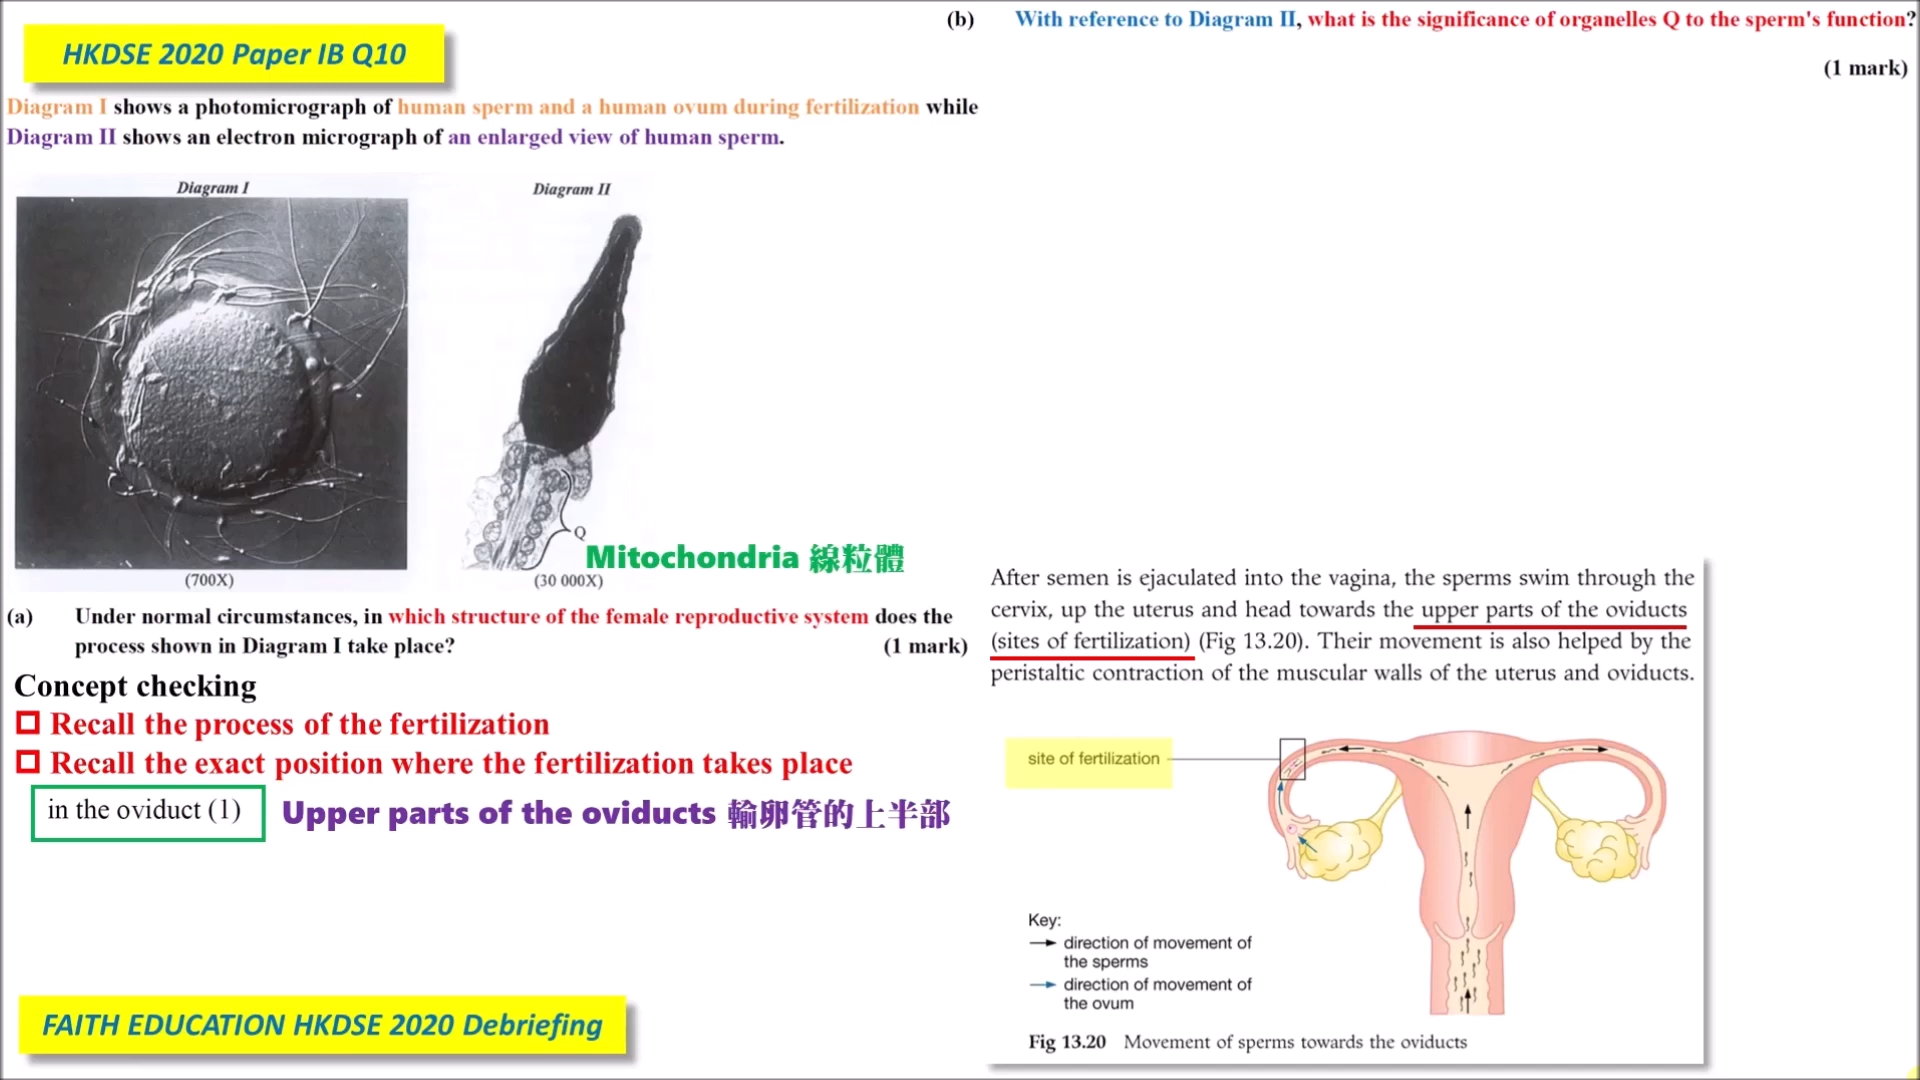 HKDSE 2020 Paper IB Q10
Diagram I shows a photomicrograph of human sperm and a human ovum during fertilization while
Diagram II shows an electron micrograph of an enlarged view of human sperm.
Diagram I
Diagram II
Q
Mitochondria 線粒體
(700X)
(30 000X)
(a) Under normal circumstances, in which structure of the female reproductive system does the
process shown in Diagram I take place? (1 mark)
Concept checking
Recall the process of the fertilization
Recall the exact position where the fertilization takes place
in the oviduct (1)
Upper parts of the oviducts 輸卵管的上半部
FAITH EDUCATION HKDSE 2020 Debriefing
(b) With reference to Diagram II, what is the significance of organelles Q to the sperm's function?
(1 mark)
After semen is ejaculated into the vagina, the sperms swim through the
cervix, up the uterus and head towards the upper parts of the oviducts
(sites of fertilization) (Fig 13.20). Their movement is also helped by the
peristaltic contraction of the muscular walls of the uterus and oviducts.
site of fertilization
Key:
direction of movement of
the sperms
direction of movement of
the ovum
Fig 13.20 Movement of sperms towards the oviducts